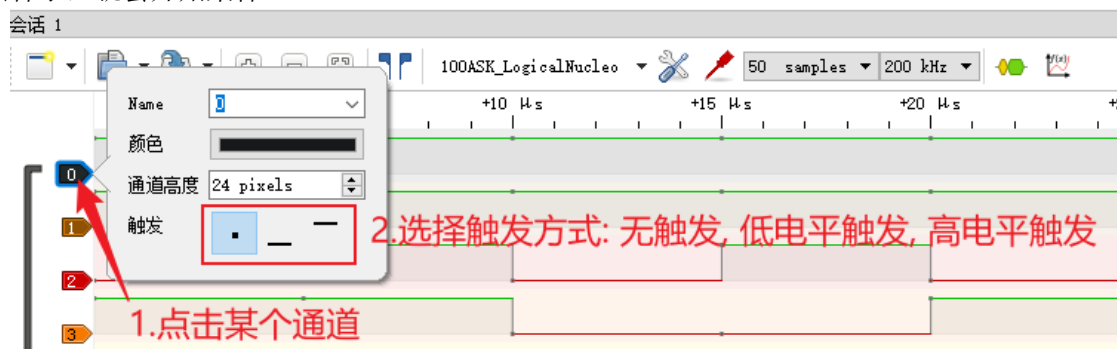 会话 1
100ASK_LogicalNucleo 50 samples 200 kHz
+10 μs +15 μs +20 μs
Name 0
颜色
0
通道高度 24 pixels
1
触发
2.选择触发方式: 无触发, 低电平触发, 高电平触发
2
1.点击某个通道
3